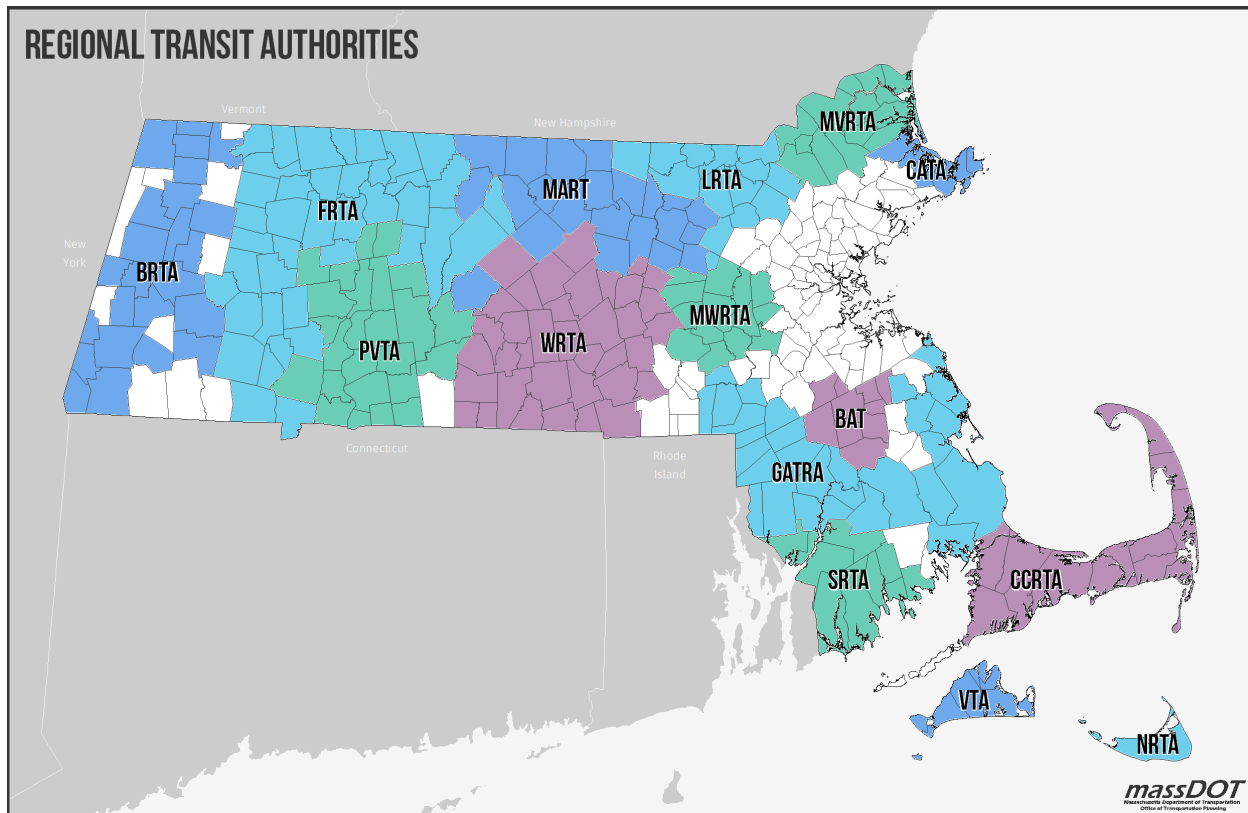 REGIONAL TRANSIT AUTHORITIES
Vermont
New Hampshire
MVRTA
CATA
LRTA
MART
FRTA
New
York
BRTA
MWRTA
WRTA
PVTA
BAT
Connecticut
Rhode
Island
GATRA
SRTA
CCRTA
VTA
NRTA
massDOT
Massachusetts Department of Transportation
Office of Transportation Planning